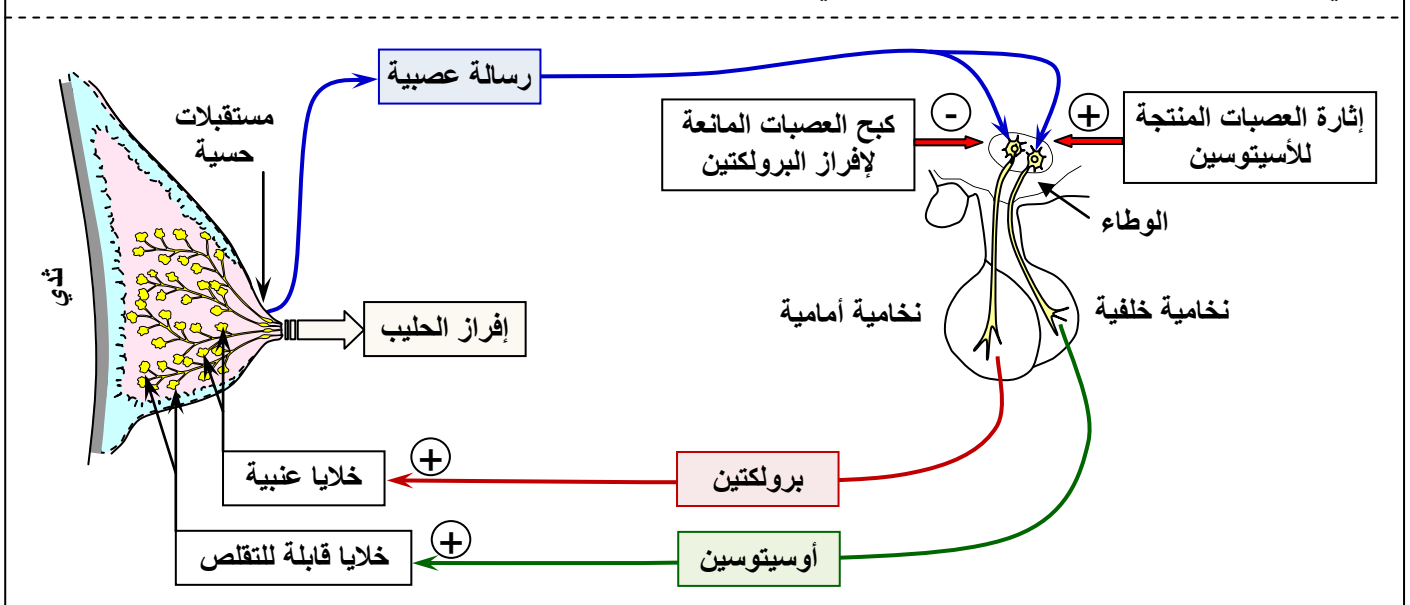 رسالة عصبية
مستقبلات
حسية
كبح العصبات المانعة
لإفراز البرولكتين
-
+
إثارة العصبات المنتجة
للأسيتوسين
الوطاء
ثدي
إفراز الحليب
نخامية أمامية
نخامية خلفية
خلايا عنبية
+
برولكتين
خلايا قابلة للتقلص
+
أوسيتوسين